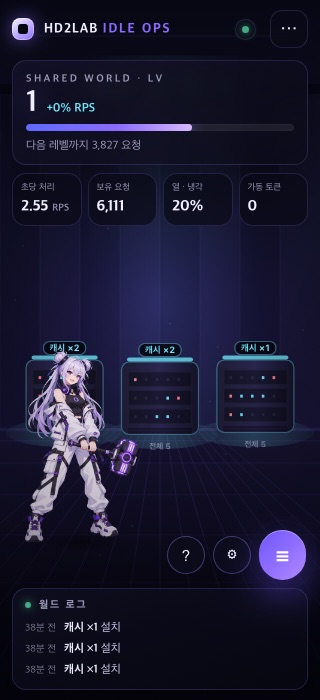 HD2LAB IDLE OPS
SHARED WORLD · LV
1 +0% RPS
다음 레벨까지 3,827 요청
초당 처리 보유 요청 열 · 냉각 가동 토큰
2.55 RPS 6,111 20% 0
캐시 ×2 캐시 ×2 캐시 ×1
전체 5 전체 5
?
월드 로그
38분 전 캐시 ×1 설치
38분 전 캐시 ×1 설치
38분 전 캐시 ×1 설치